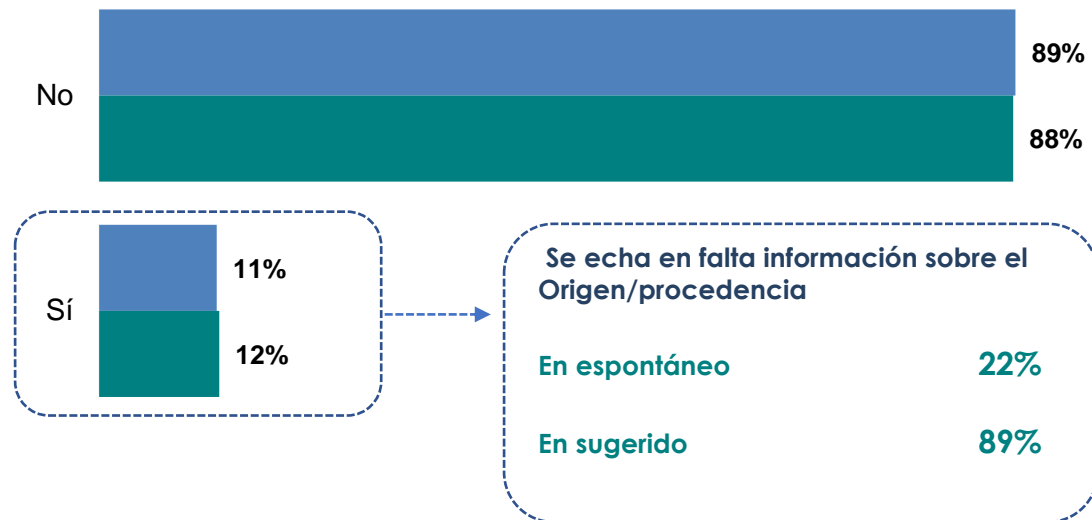 No
89%
88%
Sí
11%
12%
Se echa en falta información sobre el
Origen/procedencia
En espontáneo 22%
En sugerido 89%